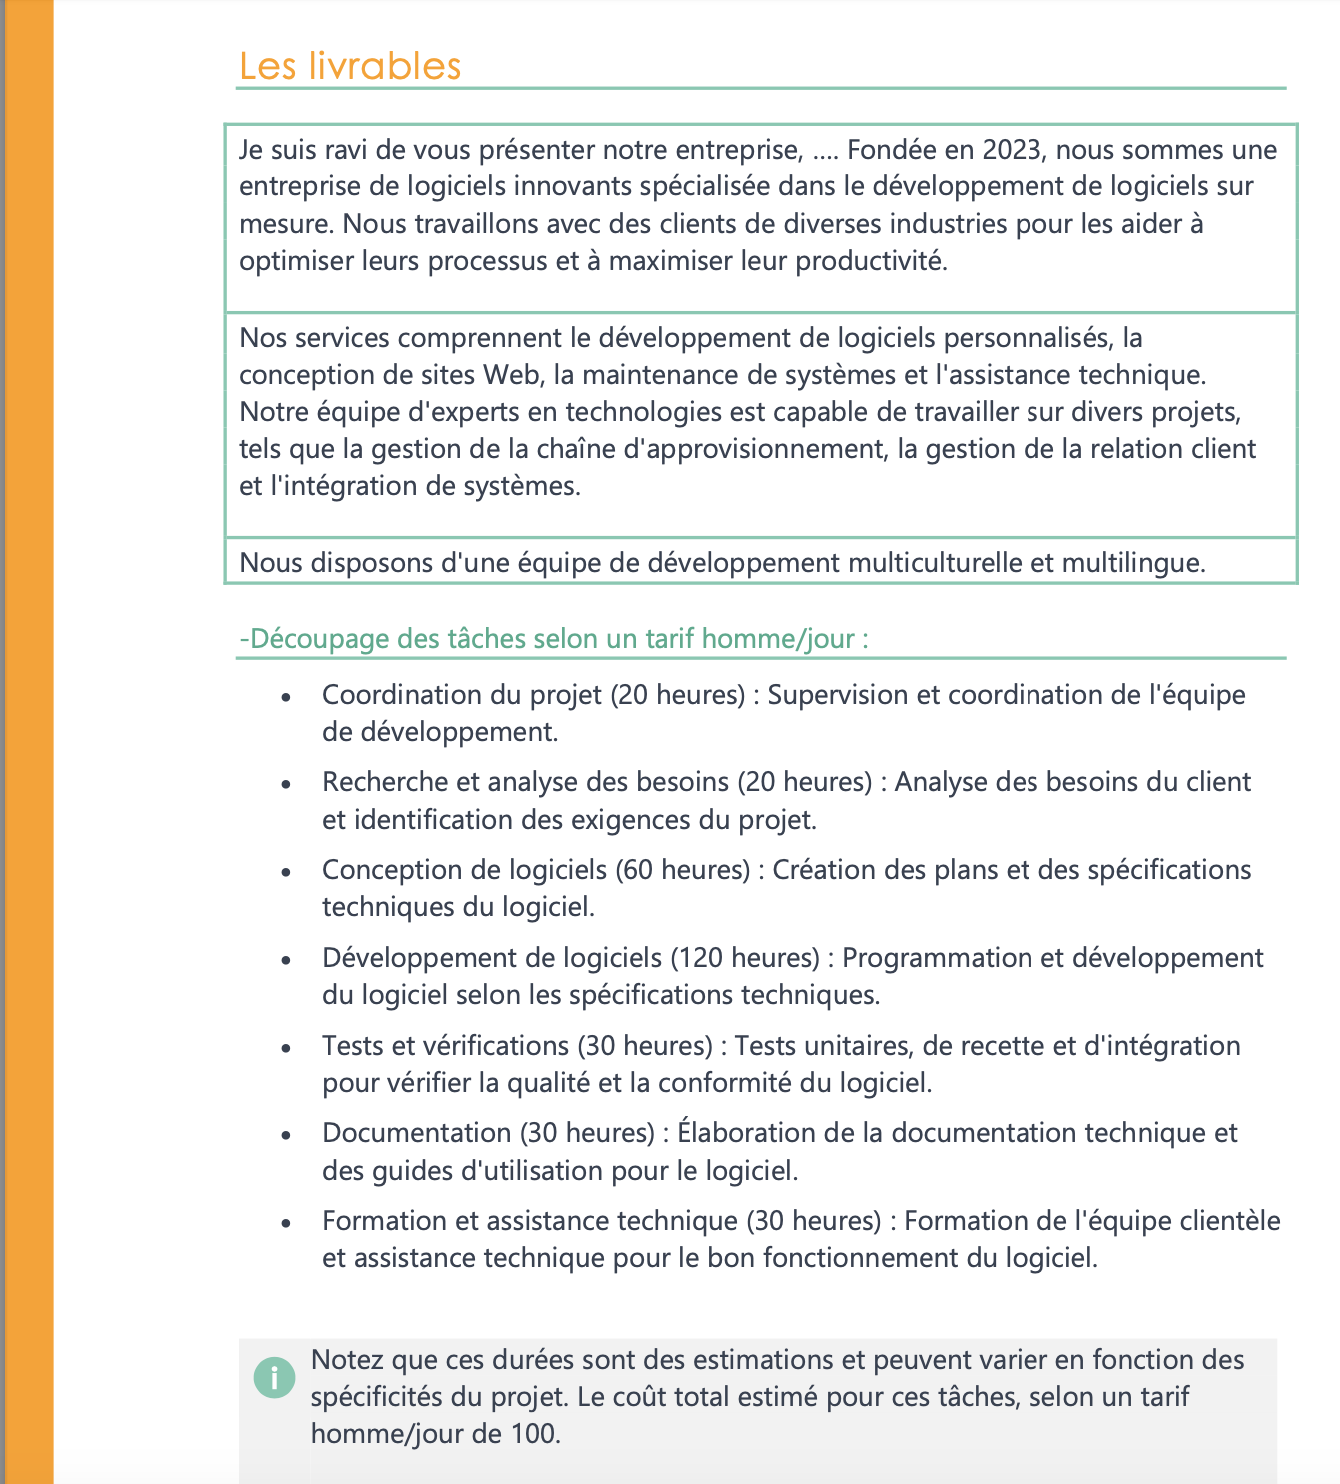 Les livrables
Je suis ravi de vous présenter notre entreprise, .... Fondée en 2023, nous sommes une
entreprise de logiciels innovants spécialisée dans le développement de logiciels sur
mesure. Nous travaillons avec des clients de diverses industries pour les aider à
optimiser leurs processus et à maximiser leur productivité.
Nos services comprennent le développement de logiciels personnalisés, la
conception de sites Web, la maintenance de systèmes et l'assistance technique.
Notre équipe d'experts en technologies est capable de travailler sur divers projets,
tels que la gestion de la chaîne d'approvisionnement, la gestion de la relation client
et l'intégration de systèmes.
Nous disposons d'une équipe de développement multiculturelle et multilingue.
-Découpage des tâches selon un tarif homme/jour :
• Coordination du projet (20 heures) : Supervision et coordination de l'équipe
de développement.
• Recherche et analyse des besoins (20 heures) : Analyse des besoins du client
et identification des exigences du projet.
• Conception de logiciels (60 heures) : Création des plans et des spécifications
techniques du logiciel.
• Développement de logiciels (120 heures) : Programmation et développement
du logiciel selon les spécifications techniques.
• Tests et vérifications (30 heures) : Tests unitaires, de recette et d'intégration
pour vérifier la qualité et la conformité du logiciel.
• Documentation (30 heures) : Élaboration de la documentation technique et
des guides d'utilisation pour le logiciel.
• Formation et assistance technique (30 heures) : Formation de l'équipe clientèle
et assistance technique pour le bon fonctionnement du logiciel.
i Notez que ces durées sont des estimations et peuvent varier en fonction des
spécificités du projet. Le coût total estimé pour ces tâches, selon un tarif
homme/jour de 100.